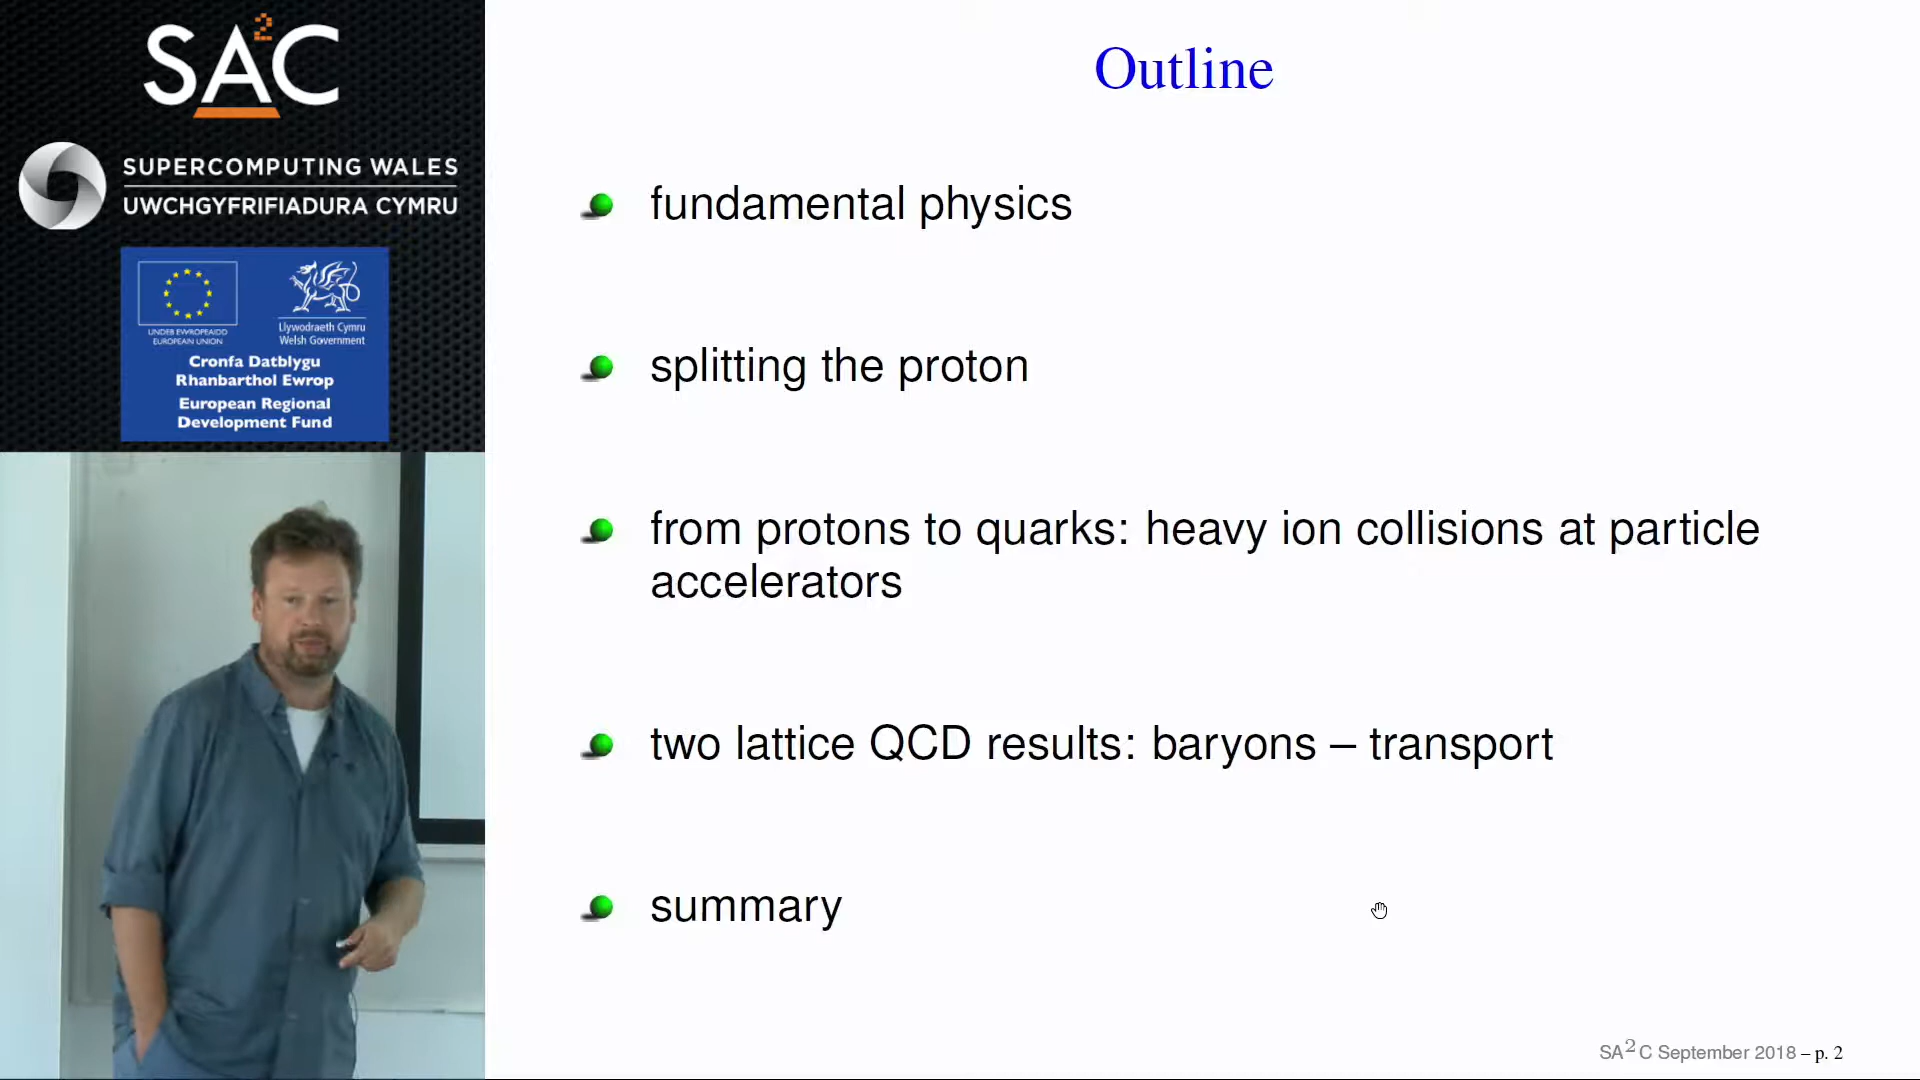 SA²C
SUPERCOMPUTING WALES
UWCHGYFRIFIADURA CYMRU
UNDEB EWROPEAIDD
EUROPEAN UNION
Llywodraeth Cymru
Welsh Government
Cronfa Datblygu
Rhanbarthol Ewrop
European Regional
Development Fund
Outline
fundamental physics
splitting the proton
from protons to quarks: heavy ion collisions at particle
accelerators
two lattice QCD results: baryons – transport
summary
SA²C September 2018 – p. 2